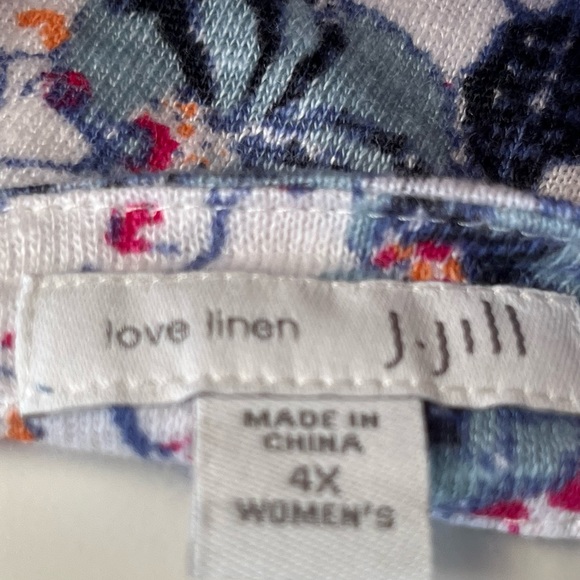 love linen J.Jill
MADE IN
CHINA
4X
WOMEN'S